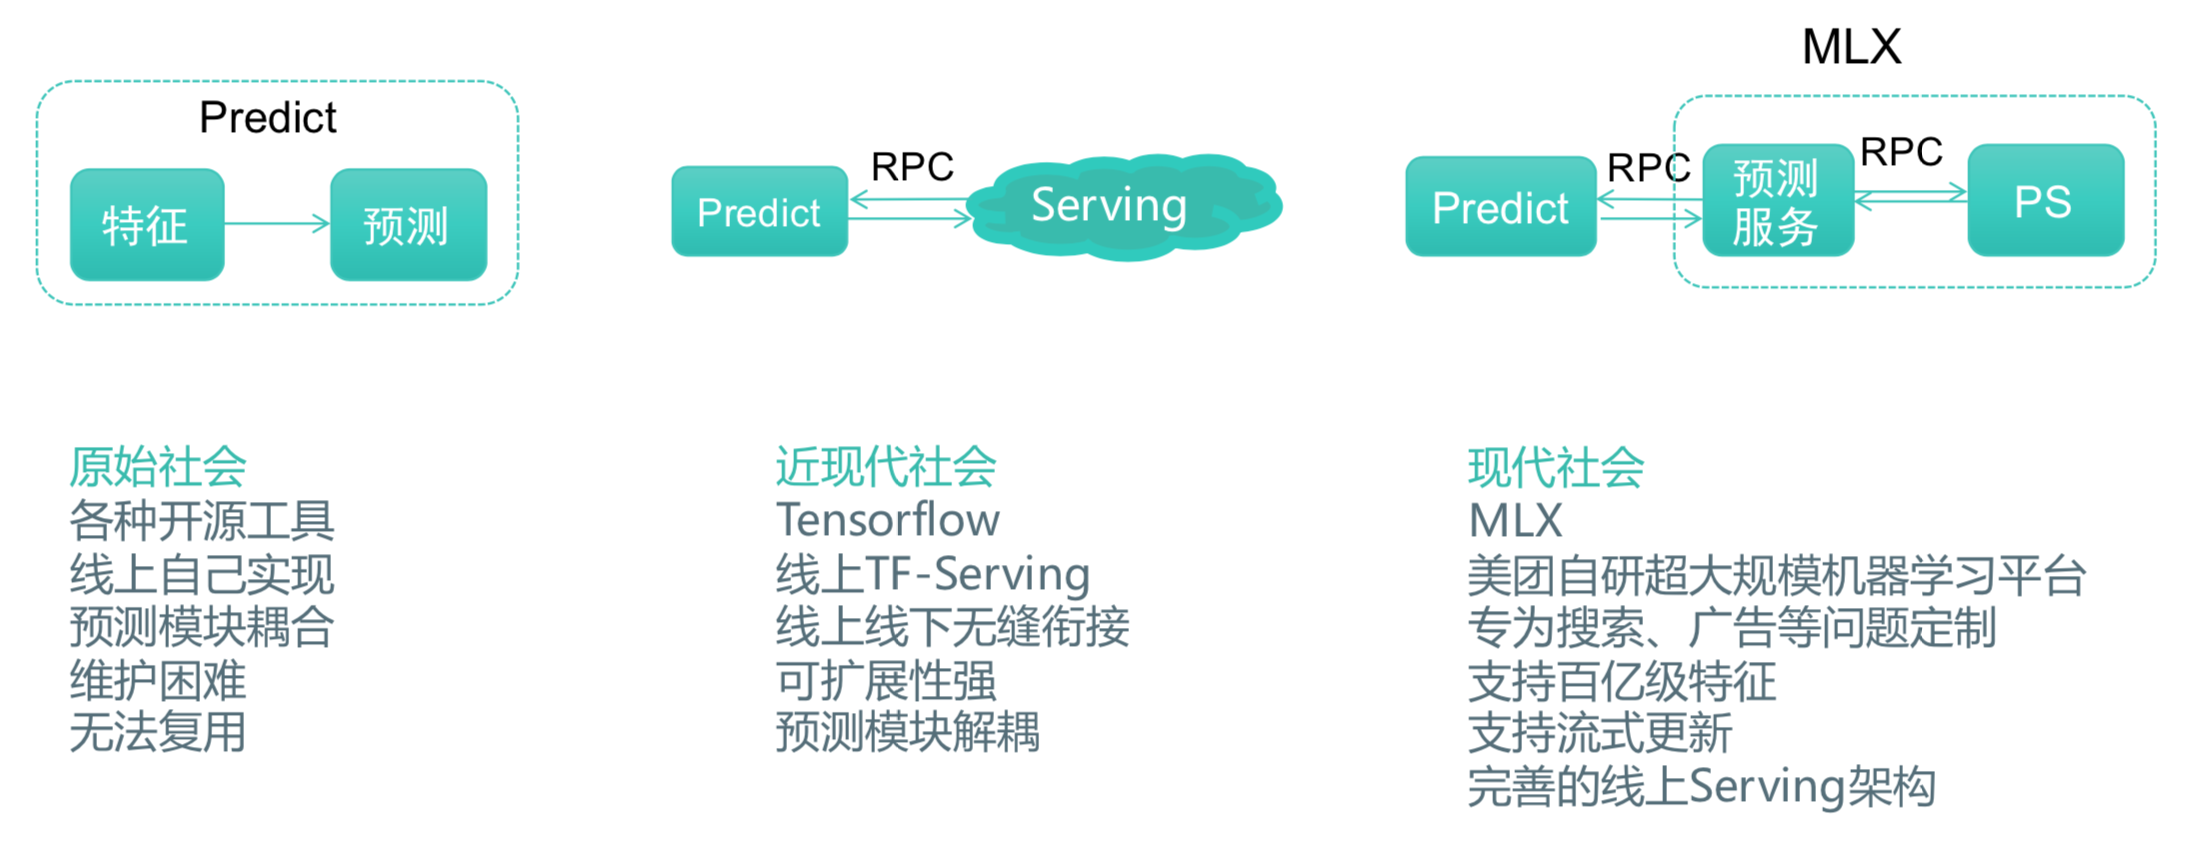 Predict
特征
预测
Predict
RPC
Serving
MLX
Predict
RPC
预测
服务
RPC
PS
原始社会
各种开源工具
线上自己实现
预测模块耦合
维护困难
无法复用
近现代社会
Tensorflow
线上TF-Serving
线上线下无缝衔接
可扩展性强
预测模块解耦
现代社会
MLX
美团自研超大规模机器学习平台
专为搜索、广告等问题定制
支持百亿级特征
支持流式更新
完善的线上Serving架构